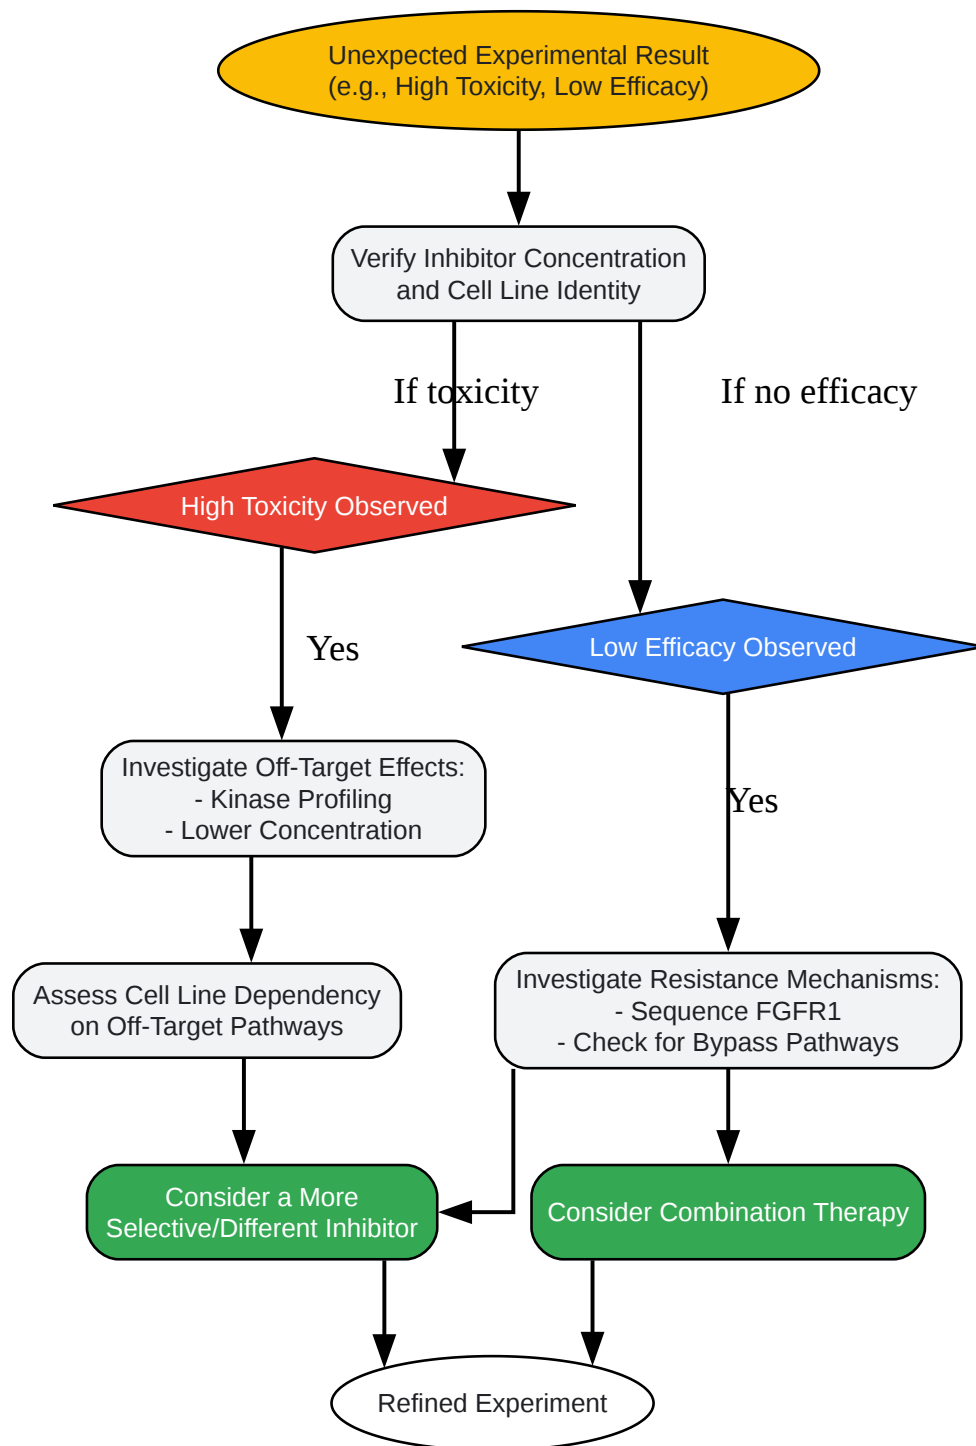 Unexpected Experimental Result
(e.g., High Toxicity, Low Efficacy)
Verify Inhibitor Concentration
and Cell Line Identity
If toxicity
If no efficacy
High Toxicity Observed
Low Efficacy Observed
Yes
Investigate Off-Target Effects:
- Kinase Profiling
- Lower Concentration
Yes
Assess Cell Line Dependency
on Off-Target Pathways
Investigate Resistance Mechanisms:
- Sequence FGFR1
- Check for Bypass Pathways
Consider a More
Selective/Different Inhibitor
Consider Combination Therapy
Refined Experiment